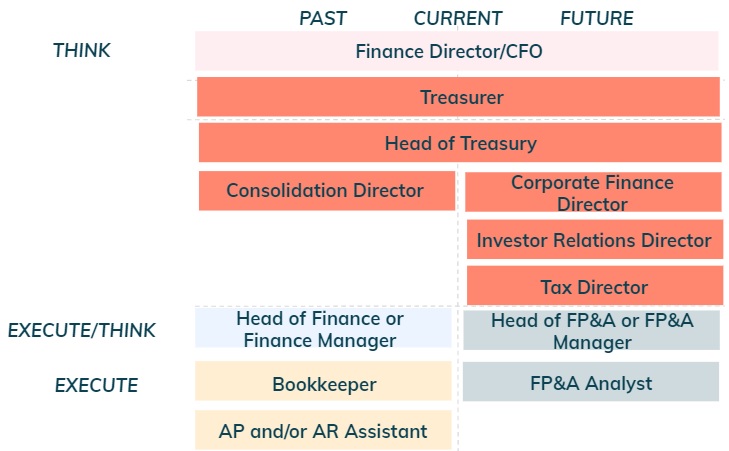 PAST CURRENT FUTURE
THINK
Finance Director/CFO
Treasurer
Head of Treasury
Consolidation Director
Corporate Finance
Director
Investor Relations Director
Tax Director
EXECUTE/THINK
Head of Finance or
Finance Manager
Head of FP&A or FP&A
Manager
EXECUTE
Bookkeeper
FP&A Analyst
AP and/or AR Assistant